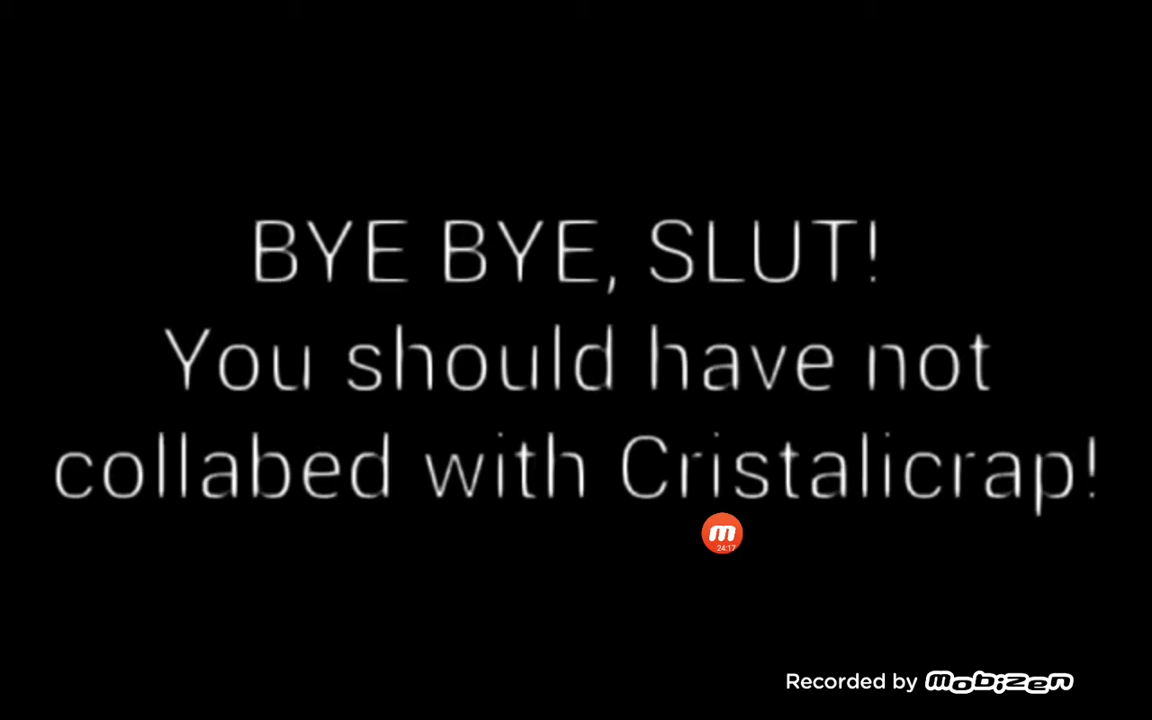 BYE BYE, SLUT!
You should have not
collabed with Cristalicrap!
m
24:17
Recorded by mobizen